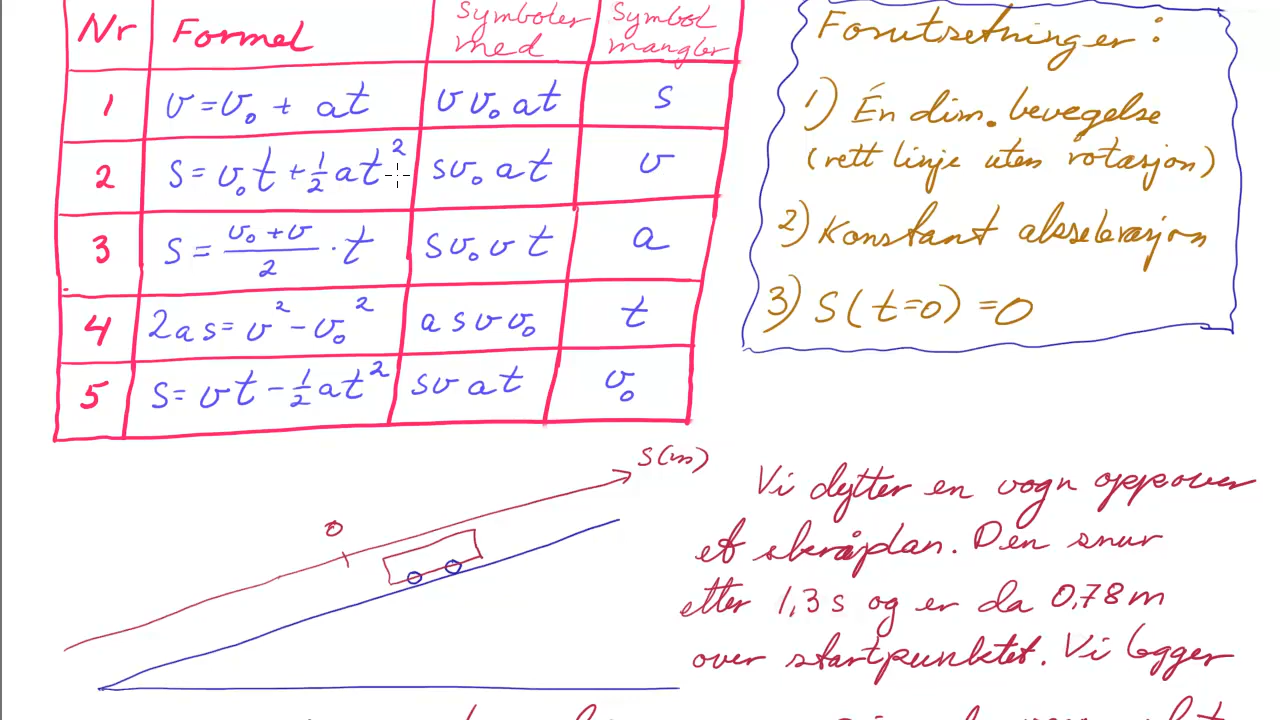 Nr Formel Symboler med Symbol mangler
1 v = v₀ + at v v₀ a t s
2 s = v₀t + ½at² s v₀ a t v
3 s = (v₀ + v)/2 · t s v₀ v t a
4 2as = v² - v₀² a s v v₀ t
5 s = vt - ½at² s v a t v₀
Forutsetninger:
1) Én dim. bevegelse
(rett linje uten rotasjon)
2) Konstant akselerasjon
3) S(t=0) = 0
S(m)
0
Vi dytter en vogn oppover
et skråplan. Den snur
etter 1,3 s og er da 0,78 m
over startpunktet. Vi legger